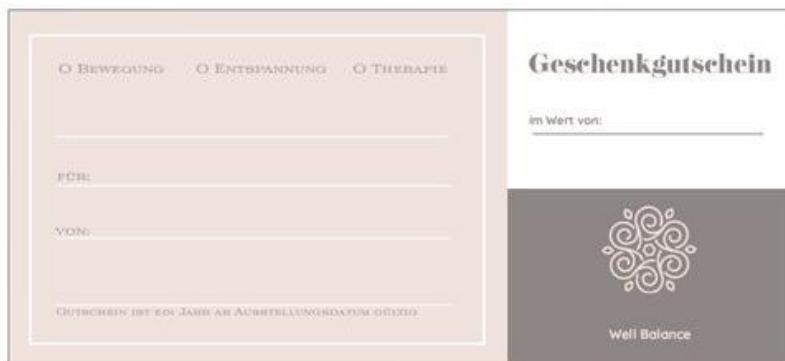 O BEWEGUNG O ENTSPANNUNG O THERAPIE
FÜR:
VON:
GUTSCHEIN IST EIN JAHR AB AUSSTELLUNGSDATUM GÜLTIG
Geschenkgutschein
im Wert von:
Well Balance